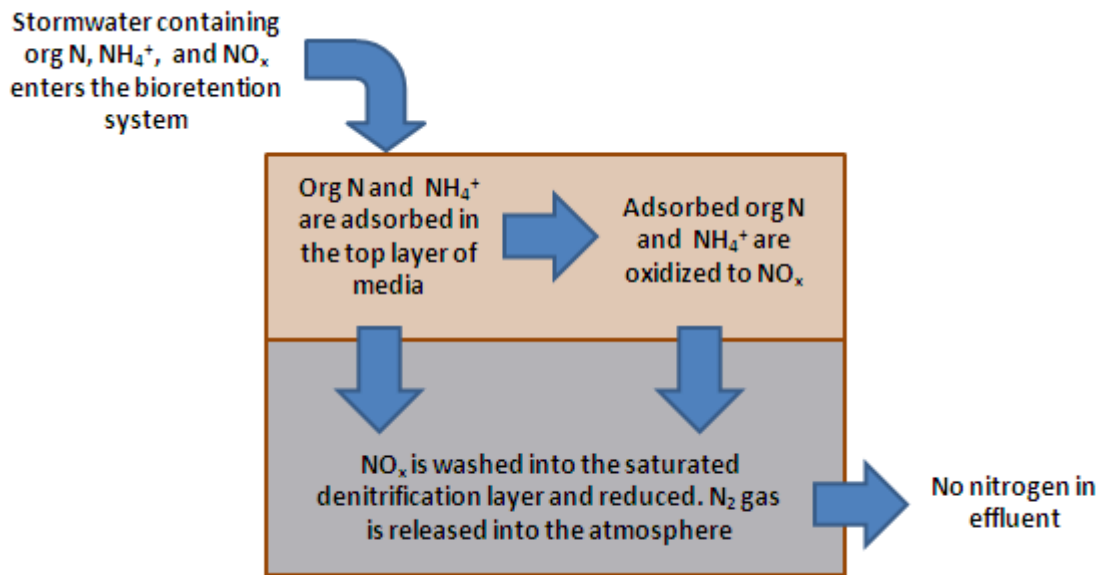 Stormwater containing
org N, NH₄⁺, and NOₓ
enters the bioretention
system
Org N and NH₄⁺
are adsorbed in
the top layer of
media
Adsorbed org N
and NH₄⁺ are
oxidized to NOₓ
NOₓ is washed into the saturated
denitrification layer and reduced. N₂ gas
is released into the atmosphere
No nitrogen in
effluent